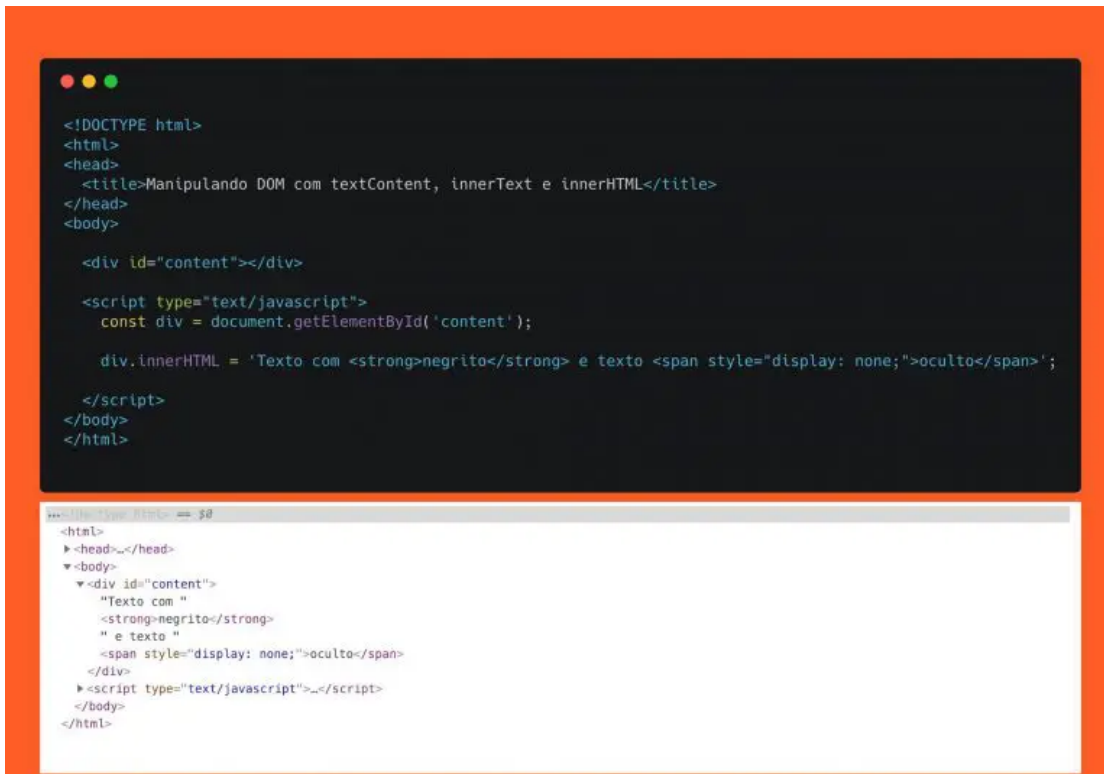 <!DOCTYPE html>
<html>
<head>
<title>Manipulando DOM com textContent, innerText e innerHTML</title>
</head>
<body>
<div id="content"></div>
<script type="text/javascript">
const div = document.getElementById('content');
div.innerHTML = 'Texto com <strong>negrito</strong> e texto <span style="display: none;">oculto</span>';
</script>
</body>
</html>
…<!doctype html> == $0
<html>
▶<head>…</head>
▼<body>
▼<div id="content">
"Texto com "
<strong>negrito</strong>
" e texto "
<span style="display: none;">oculto</span>
</div>
▶<script type="text/javascript">…</script>
</body>
</html>